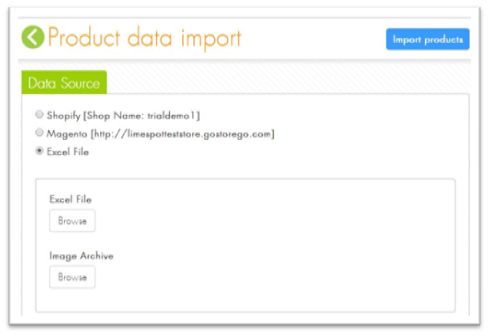 Product data import
Import products
Data Source
Shopify [Shop Name: trialdemo1]
Magento [http://limespotteststore.gostorego.com]
Excel File
Excel File
Browse
Image Archive
Browse